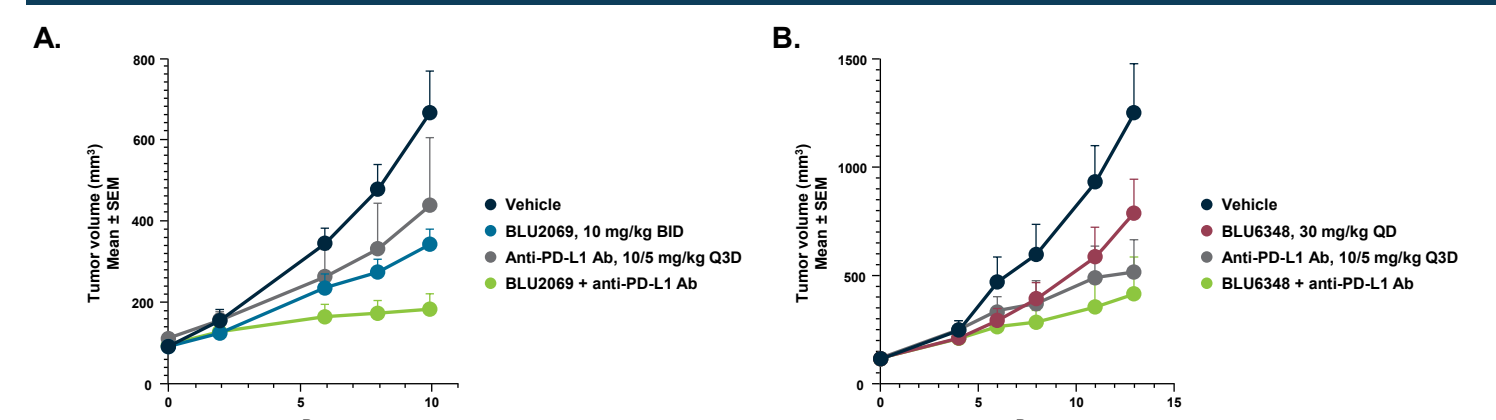 A.
800
600
400
200
0
0
5
10
Tumor volume (mm³)
Mean ± SEM
Vehicle
BLU2069, 10 mg/kg BID
Anti-PD-L1 Ab, 10/5 mg/kg Q3D
BLU2069 + anti-PD-L1 Ab
B.
1500
1000
500
0
0
5
10
15
Tumor volume (mm³)
Mean ± SEM
Vehicle
BLU6348, 30 mg/kg QD
Anti-PD-L1 Ab, 10/5 mg/kg Q3D
BLU6348 + anti-PD-L1 Ab